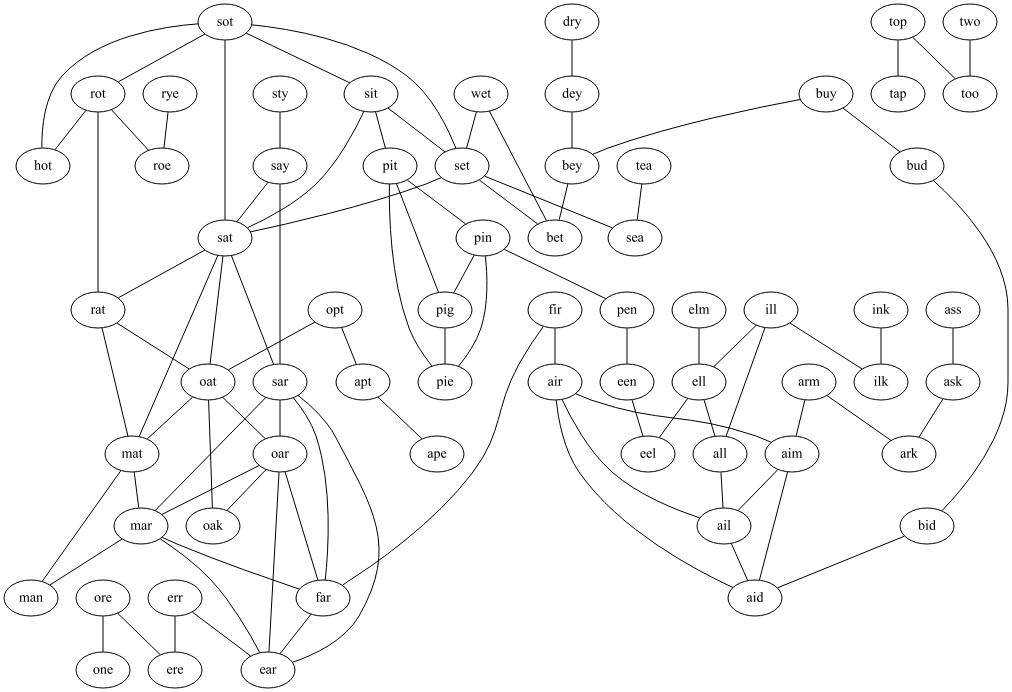 sot dry top two
rot rye sty sit wet dey buy tap too
hot roe say pit set bey tea bud
sat pin bet sea
rat opt pig fir pen elm ill ink ass
oat sar apt pie air een ell arm ilk ask
mat oar ape eel all aim ark
mar oak ail bid
man ore err far aid
one ere ear